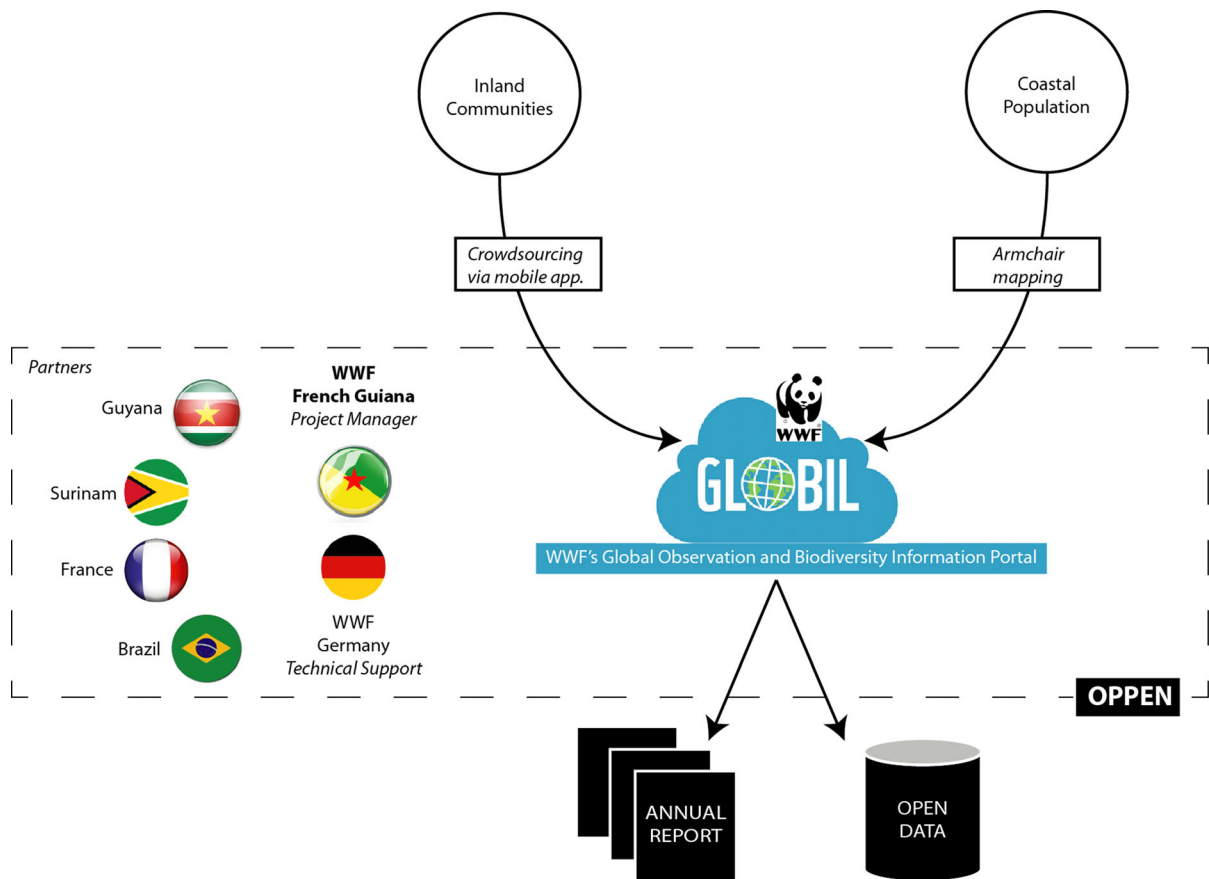 Inland
Communities
Coastal
Population
Crowdsourcing
via mobile app.
Armchair
mapping
Partners
Guyana
Surinam
France
Brazil
WWF
French Guiana
Project Manager
WWF
Germany
Technical Support
WWF
GLOBIL
WWF's Global Observation and Biodiversity Information Portal
OPPEN
ANNUAL
REPORT
OPEN
DATA